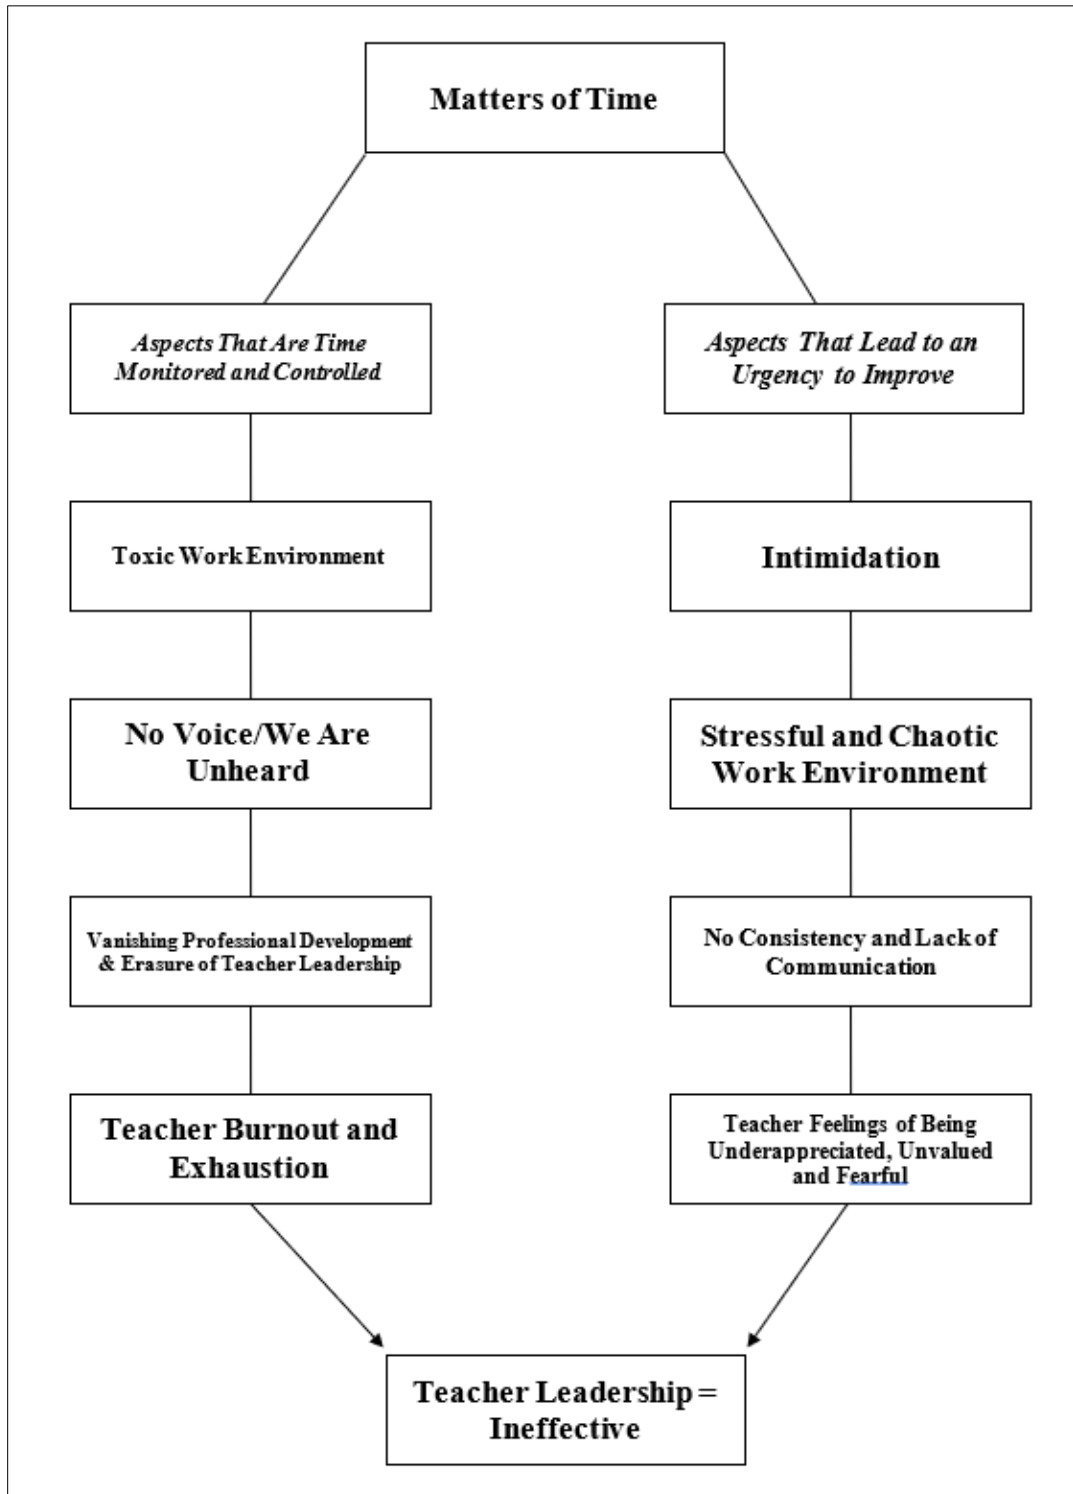 Matters of Time
Aspects That Are Time
Monitored and Controlled
Aspects That Lead to an
Urgency to Improve
Toxic Work Environment
Intimidation
No Voice/We Are
Unheard
Stressful and Chaotic
Work Environment
Vanishing Professional Development
& Erasure of Teacher Leadership
No Consistency and Lack of
Communication
Teacher Burnout and
Exhaustion
Teacher Feelings of Being
Underappreciated, Unvalued
and Fearful
Teacher Leadership =
Ineffective